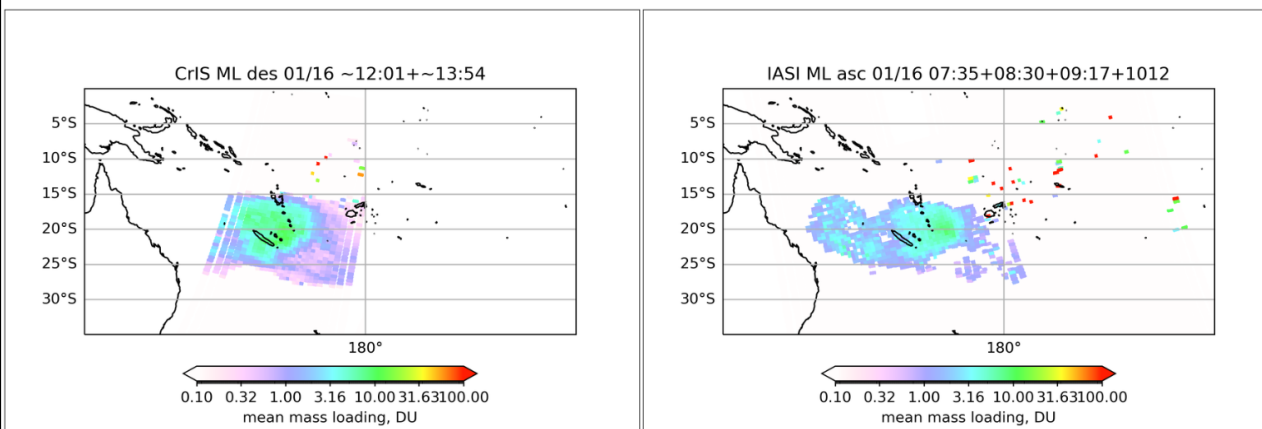 CrIS ML des 01/16 ~12:01+~13:54
5°S
10°S
15°S
20°S
25°S
30°S
180°
0.10 0.32 1.00 3.16 10.00 31.63 100.00
mean mass loading, DU
IASI ML asc 01/16 07:35+08:30+09:17+1012
5°S
10°S
15°S
20°S
25°S
30°S
180°
0.10 0.32 1.00 3.16 10.00 31.63 100.00
mean mass loading, DU